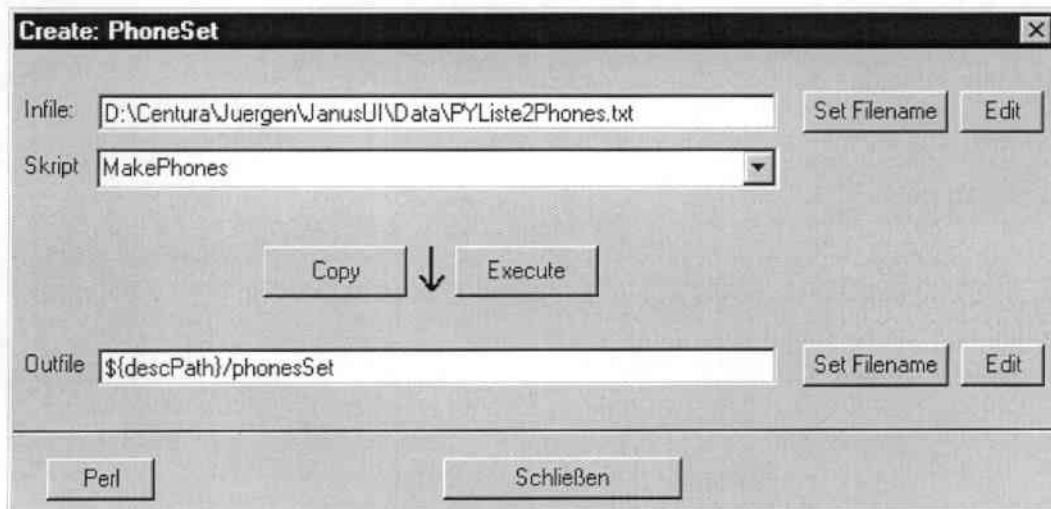 Create: PhoneSet
Infile: D:\Centura\Juergen\JanusUI\Data\PYListe2Phones.txt Set Filename Edit
Skript MakePhones
Copy Execute
Outfile ${descPath}/phonesSet Set Filename Edit
Perl Schließen